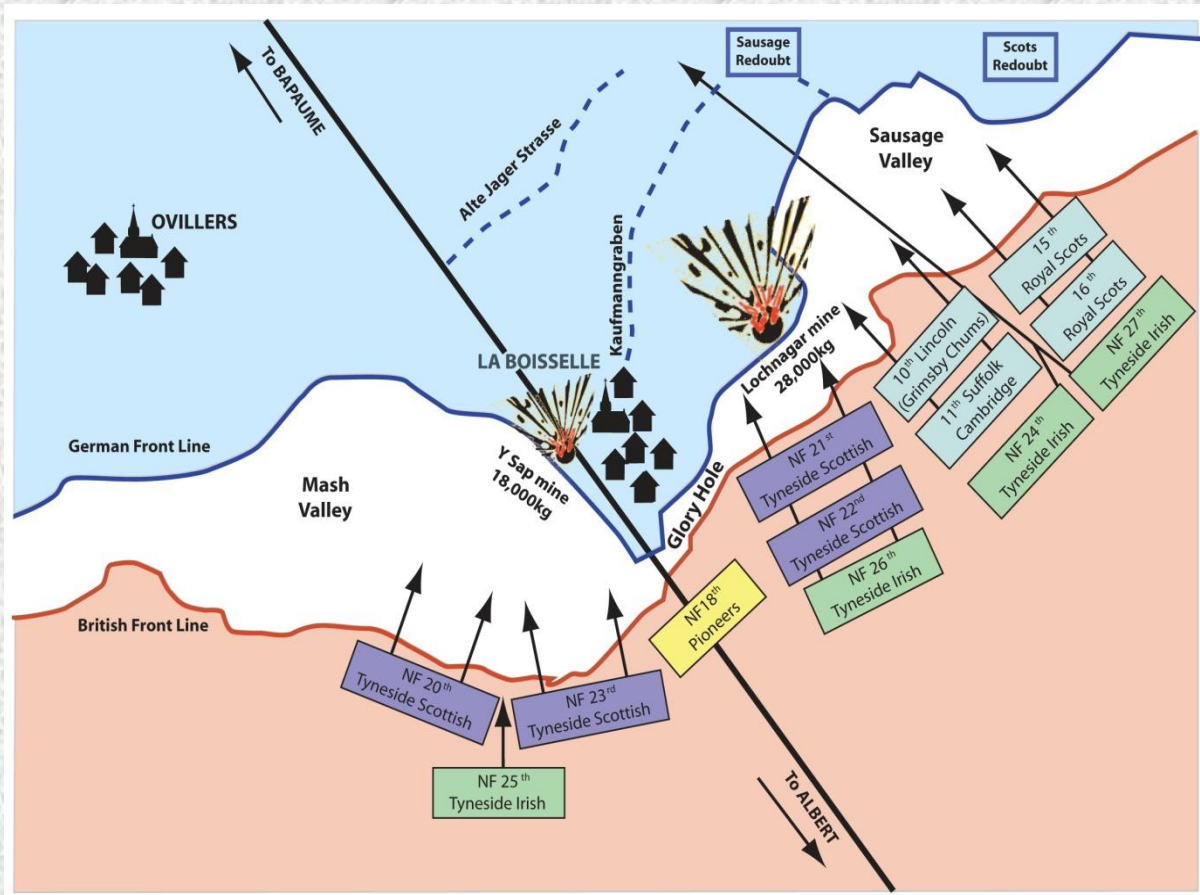 To BAPAUME
Sausage
Redoubt
Scots
Redoubt
Sausage
Valley
Alte Jager Strasse
OVILLERS
Kaufmanngraben
LA BOISSELLE
Lochnagar mine
28,000kg
German Front Line
Y Sap mine
18,000kg
Mash
Valley
Glory Hole
British Front Line
15th
Royal Scots
16th
Royal Scots
NF 27th
Tyneside Irish
10th Lincoln
(Grimsby Chums)
11th Suffolk
Cambridge
NF 24th
Tyneside Irish
NF 21st
Tyneside Scottish
NF 22nd
Tyneside Scottish
NF 26th
Tyneside Irish
NF18th
Pioneers
NF 20th
Tyneside Scottish
NF 23rd
Tyneside Scottish
NF 25th
Tyneside Irish
To ALBERT